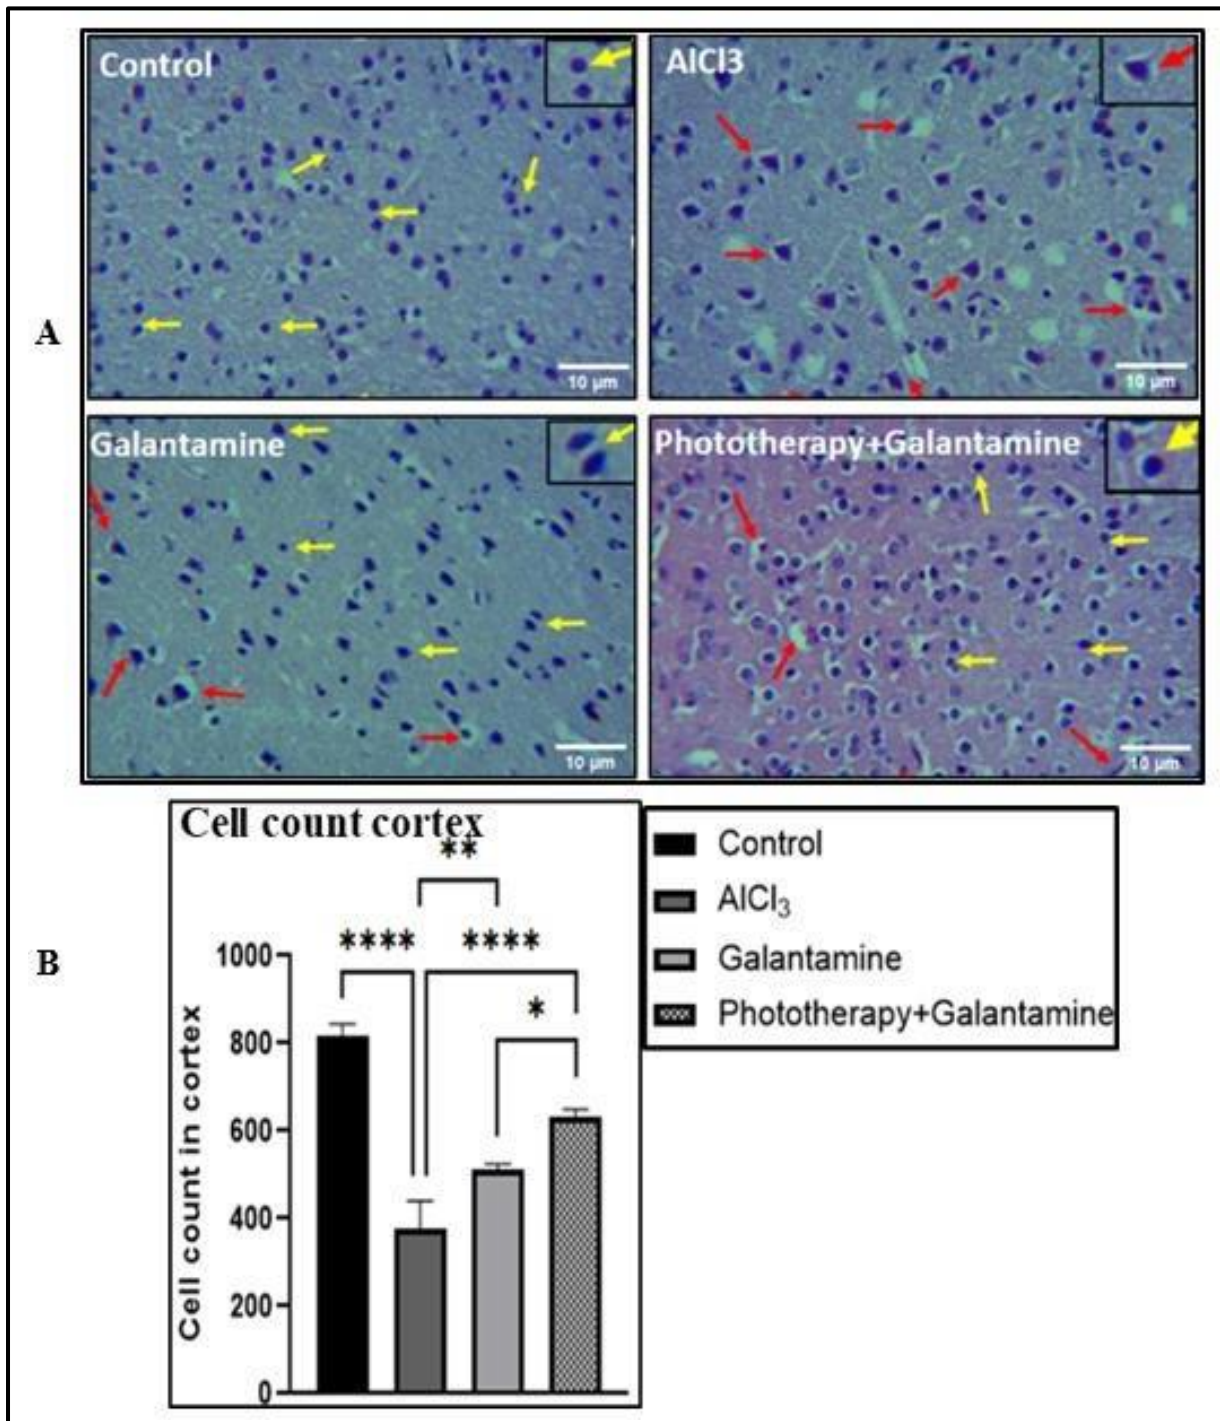 Control
AlCl3
A
10 μm
10 μm
Galantamine
Phototherapy+Galantamine
10 μm
10 μm
Cell count cortex
**
**** ****
*
B
Cell count in cortex
1000
800
600
400
200
0
Control
AlCl₃
Galantamine
Phototherapy+Galantamine